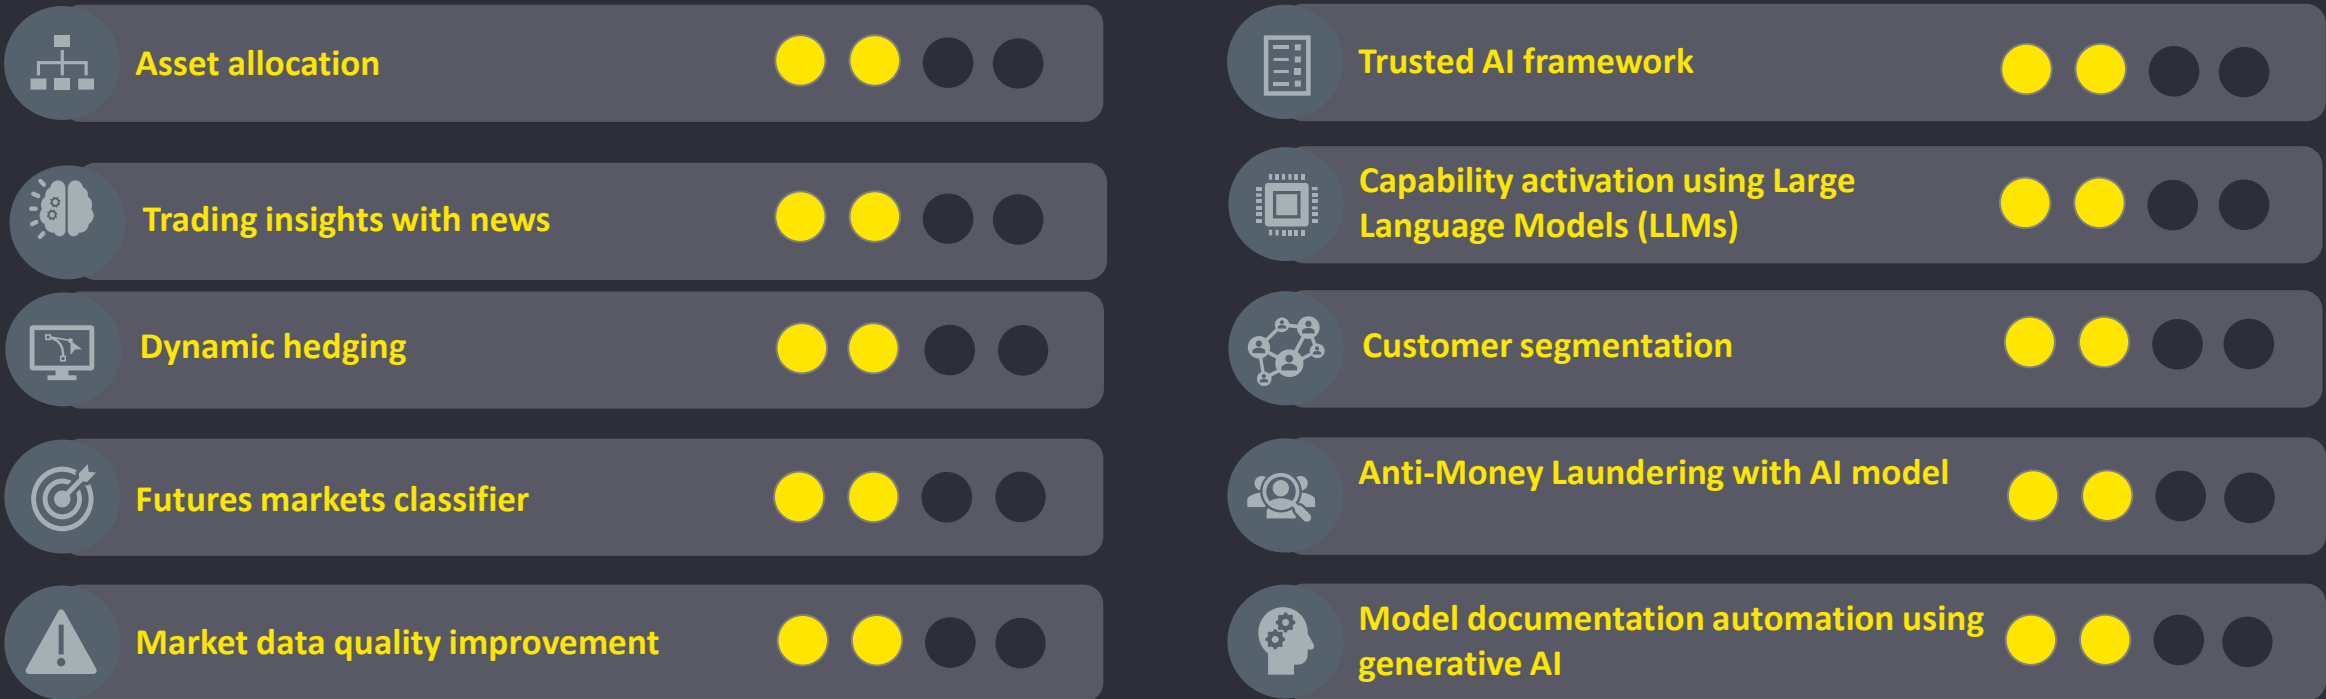 Asset allocation
Trading insights with news
Dynamic hedging
Futures markets classifier
Market data quality improvement
Trusted AI framework
Capability activation using Large
Language Models (LLMs)
Customer segmentation
Anti-Money Laundering with AI model
Model documentation automation using
generative AI